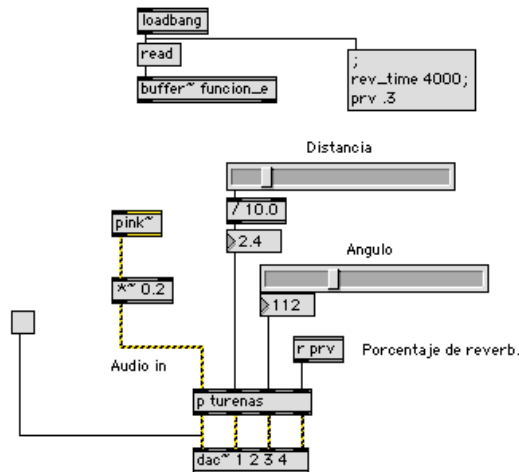 loadbang
read
buffer~ funcion_e
;
rev_time 4000;
prv .3
Distancia
/ 10.0
2.4
pink~
Angulo
*~ 0.2
112
r prv
Porcentaje de reverb.
Audio in
p turenas
dac~ 1 2 3 4